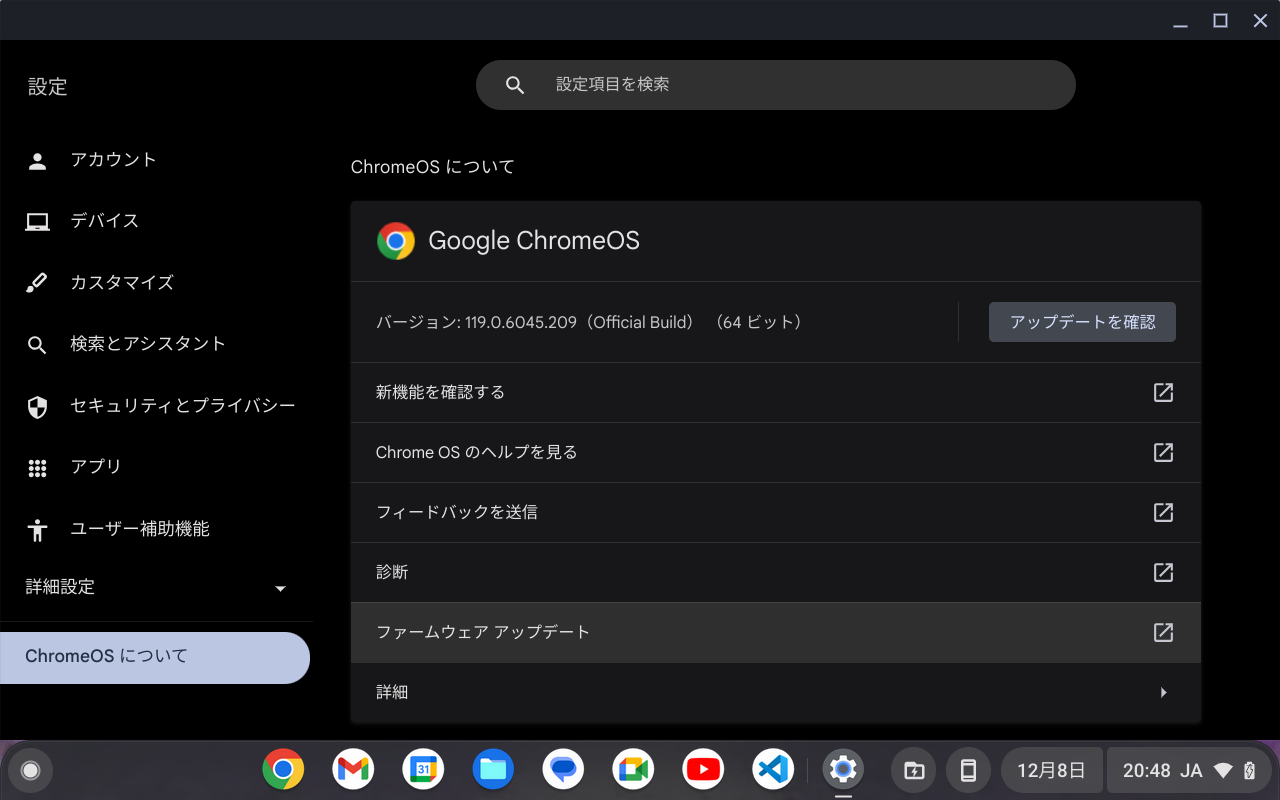 設定
設定項目を検索
アカウント
デバイス
カスタマイズ
検索とアシスタント
セキュリティとプライバシー
アプリ
ユーザー補助機能
詳細設定
ChromeOS について
ChromeOS について
Google ChromeOS
バージョン: 119.0.6045.209（Official Build） （64 ビット）
アップデートを確認
新機能を確認する
Chrome OS のヘルプを見る
フィードバックを送信
診断
ファームウェア アップデート
詳細
31
12月8日
20:48 JA